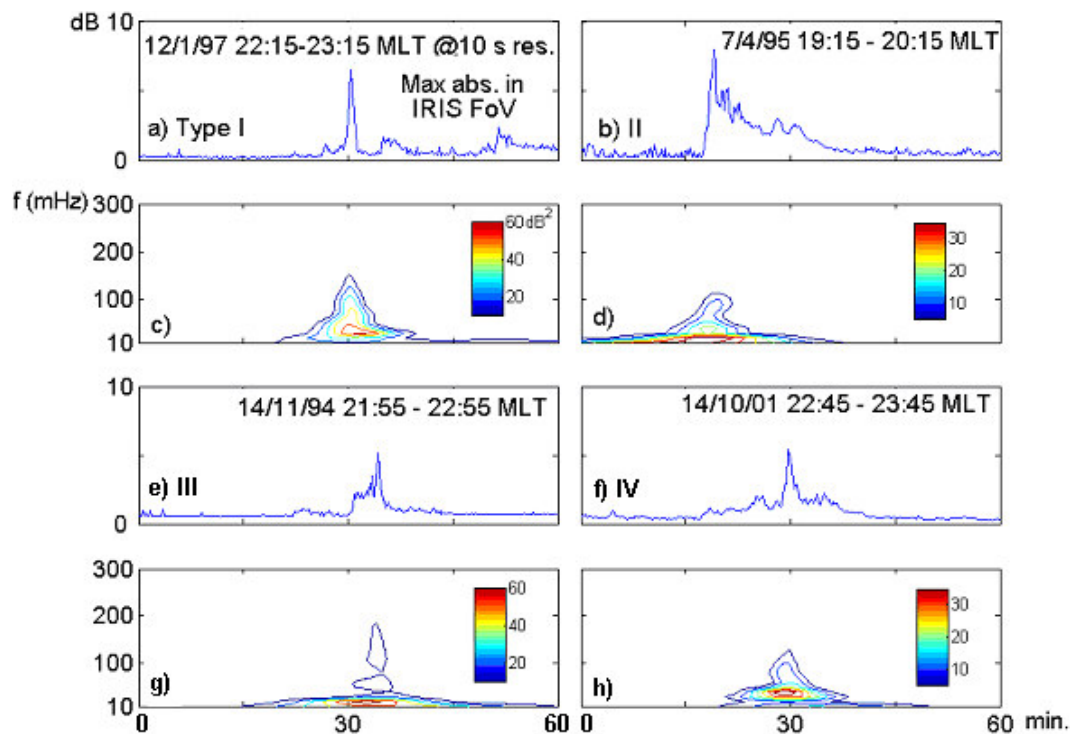 dB 10
12/1/97 22:15-23:15 MLT @10 s res.
Max abs. in
IRIS FoV
a) Type I
0
7/4/95 19:15 - 20:15 MLT
b) II
0
f (mHz) 300
200
100
10
60 dB²
40
20
c)
30
20
10
d)
10
14/11/94 21:55 - 22:55 MLT
e) III
0
14/10/01 22:45 - 23:45 MLT
f) IV
300
200
100
10
60
40
20
g)
30
20
10
h)
0 30 60 0 30 60 min.